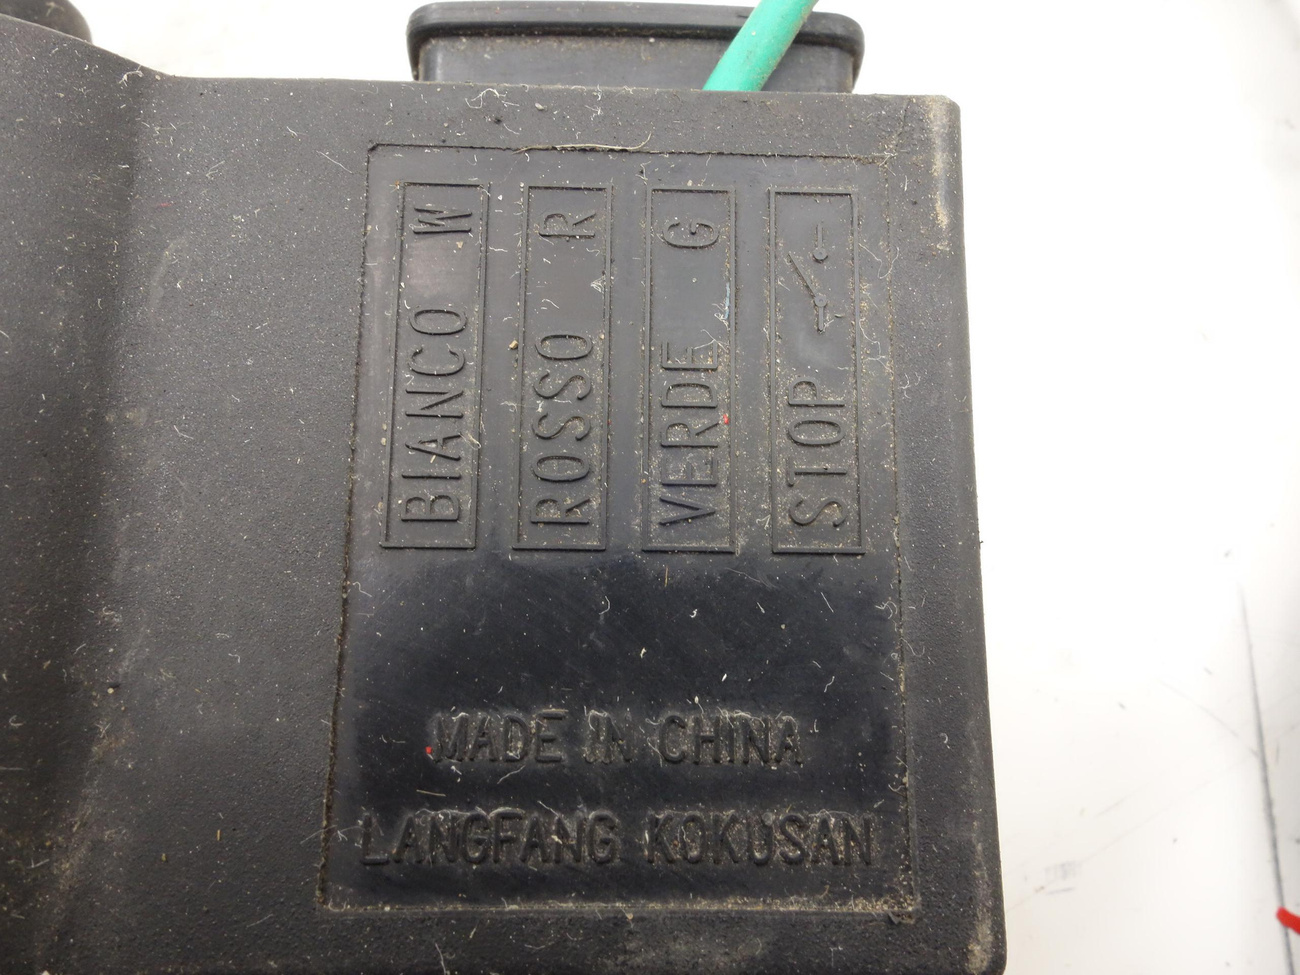 BIANCO W
ROSSO R
VERDE G
STOP
MADE IN CHINA
LANGFANG KOKUSAN